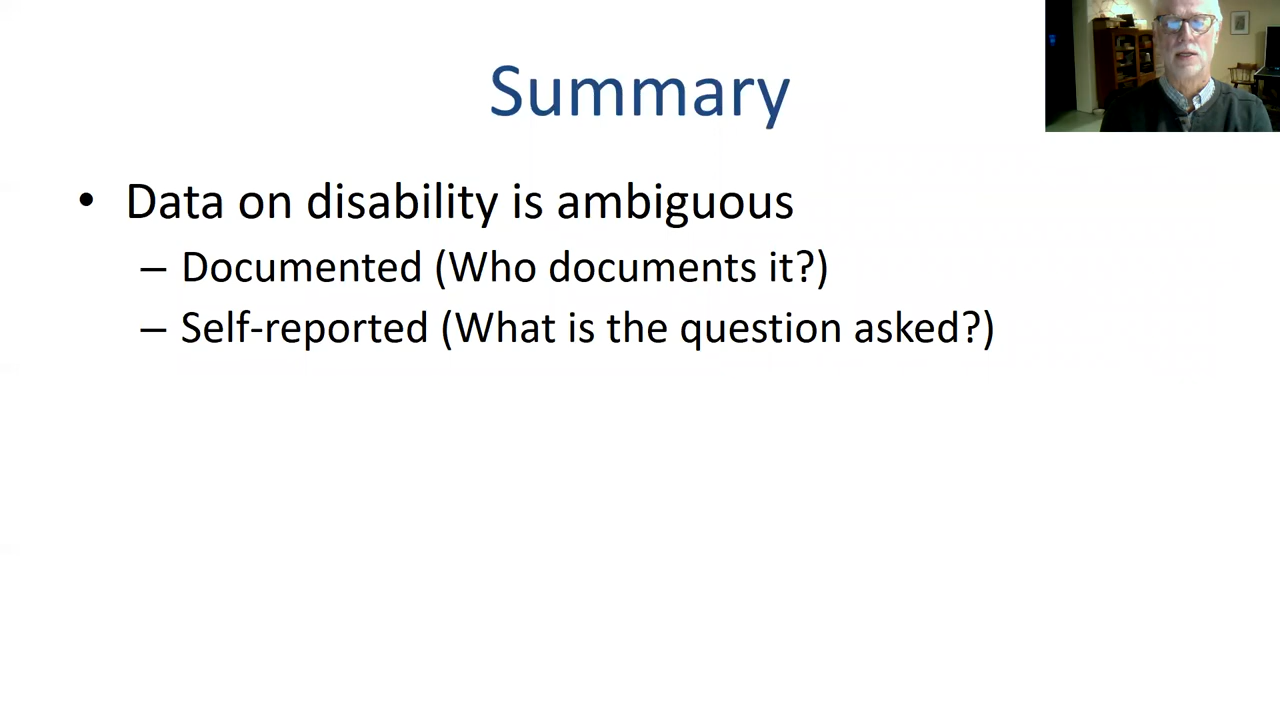 Summary
• Data on disability is ambiguous
– Documented (Who documents it?)
– Self-reported (What is the question asked?)